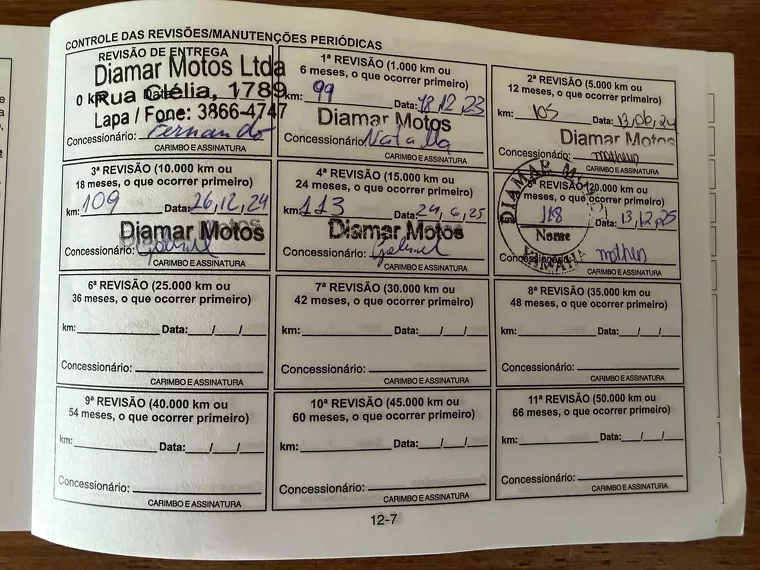 CONTROLE DAS REVISÕES/MANUTENÇÕES PERIÓDICAS
REVISÃO DE ENTREGA
Diamar Motos Ltda
0 km Data:
Rua Clélia, 1789
Lapa / Fone: 3866-4747
Concessionário: Fernando
CARIMBO E ASSINATURA
1ª REVISÃO (1.000 km ou
6 meses, o que ocorrer primeiro)
km: 99 Data: 18,12,23
Diamar Motos
Concessionário
CARIMBO E ASSINATURA
2ª REVISÃO (5.000 km ou
12 meses, o que ocorrer primeiro)
km: 105 Data: 13,06,24
Diamar Motos
Concessionário: matheus
CARIMBO E ASSINATURA
3ª REVISÃO (10.000 km ou
18 meses, o que ocorrer primeiro)
km: 109 Data: 26,12,24
Diamar Motos
Concessionário: Gabriel
CARIMBO E ASSINATURA
4ª REVISÃO (15.000 km ou
24 meses, o que ocorrer primeiro)
km: 113 Data: 24,6,25
Diamar Motos
Concessionário: Gabriel
CARIMBO E ASSINATURA
5ª REVISÃO (20.000 km ou
o que ocorrer primeiro)
DIAMAR MOTOS
118 Data: 13,12,25
Nome
Concessionário:
YAMAHA
CARIMBO E ASSINATURA
6ª REVISÃO (25.000 km ou
36 meses, o que ocorrer primeiro)
km: Data: / /
Concessionário:
CARIMBO E ASSINATURA
7ª REVISÃO (30.000 km ou
42 meses, o que ocorrer primeiro)
km: Data: / /
Concessionário:
CARIMBO E ASSINATURA
8ª REVISÃO (35.000 km ou
48 meses, o que ocorrer primeiro)
km: Data: / /
Concessionário:
CARIMBO E ASSINATURA
9ª REVISÃO (40.000 km ou
54 meses, o que ocorrer primeiro)
km: Data: / /
Concessionário:
CARIMBO E ASSINATURA
10ª REVISÃO (45.000 km ou
60 meses, o que ocorrer primeiro)
km: Data: / /
Concessionário:
CARIMBO E ASSINATURA
11ª REVISÃO (50.000 km ou
66 meses, o que ocorrer primeiro)
km: Data: / /
Concessionário:
CARIMBO E ASSINATURA
12-7